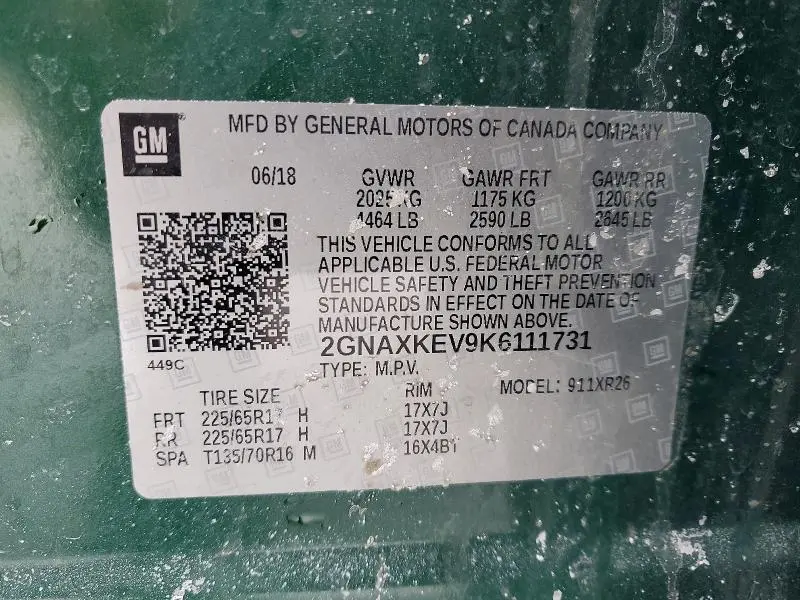 GM
MFD BY GENERAL MOTORS OF CANADA COMPANY
06/18 GVWR GAWR FRT GAWR RR
2025 KG 1175 KG 1200 KG
4464 LB 2590 LB 2645 LB
THIS VEHICLE CONFORMS TO ALL
APPLICABLE U.S. FEDERAL MOTOR
VEHICLE SAFETY AND THEFT PREVENTION
STANDARDS IN EFFECT ON THE DATE OF
MANUFACTURE SHOWN ABOVE.
2GNAXKEV9K6111731
449C
TYPE: M.P.V. MODEL: 911XR26
TIRE SIZE RIM
FRT 225/65R17 H 17X7J
RR 225/65R17 H 17X7J
SPA T135/70R16 M 16X4BT